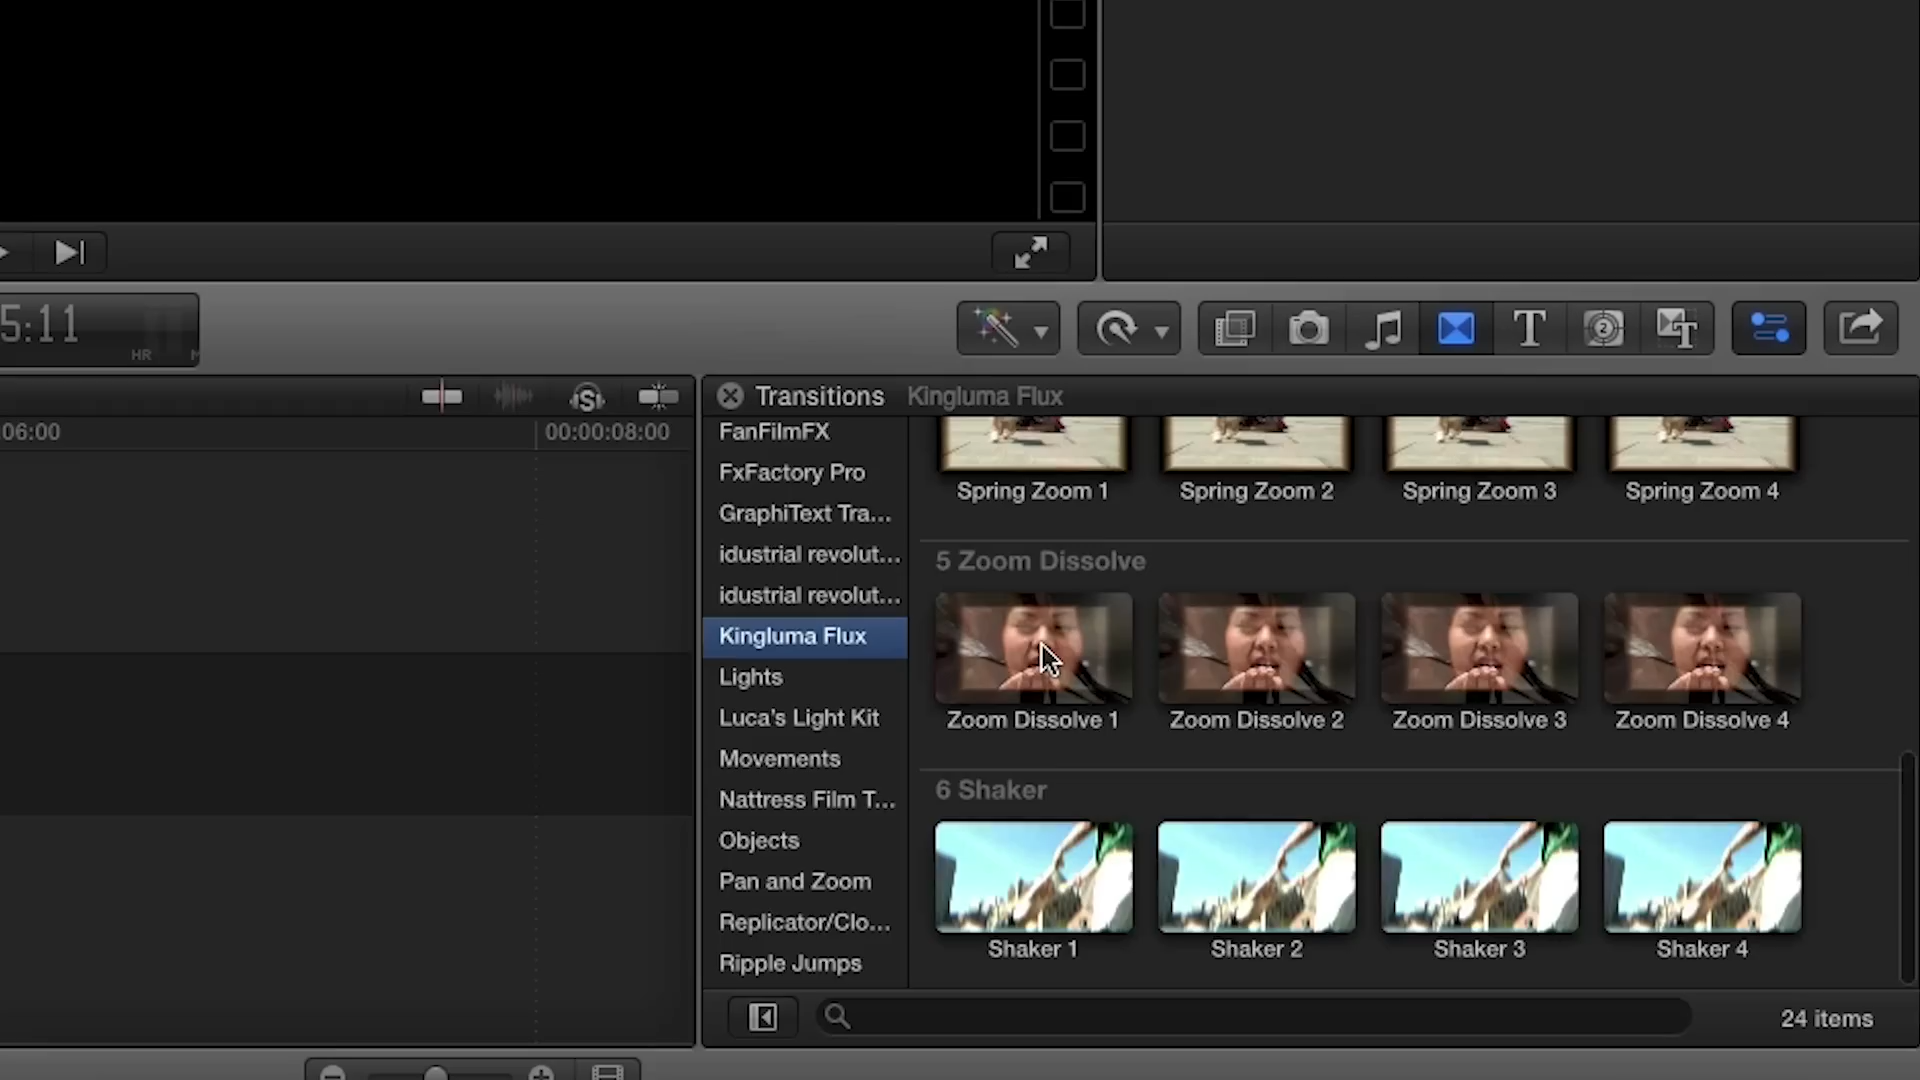 5:11
HR
M
T
2
T
06:00
00:00:08:00
Transitions Kingluma Flux
FanFilmFX
FxFactory Pro
GraphiText Tra...
idustrial revolut...
idustrial revolut...
Kingluma Flux
Lights
Luca's Light Kit
Movements
Nattress Film T...
Objects
Pan and Zoom
Replicator/Clo...
Ripple Jumps
Spring Zoom 1
Spring Zoom 2
Spring Zoom 3
Spring Zoom 4
5 Zoom Dissolve
Zoom Dissolve 1
Zoom Dissolve 2
Zoom Dissolve 3
Zoom Dissolve 4
6 Shaker
Shaker 1
Shaker 2
Shaker 3
Shaker 4
24 items